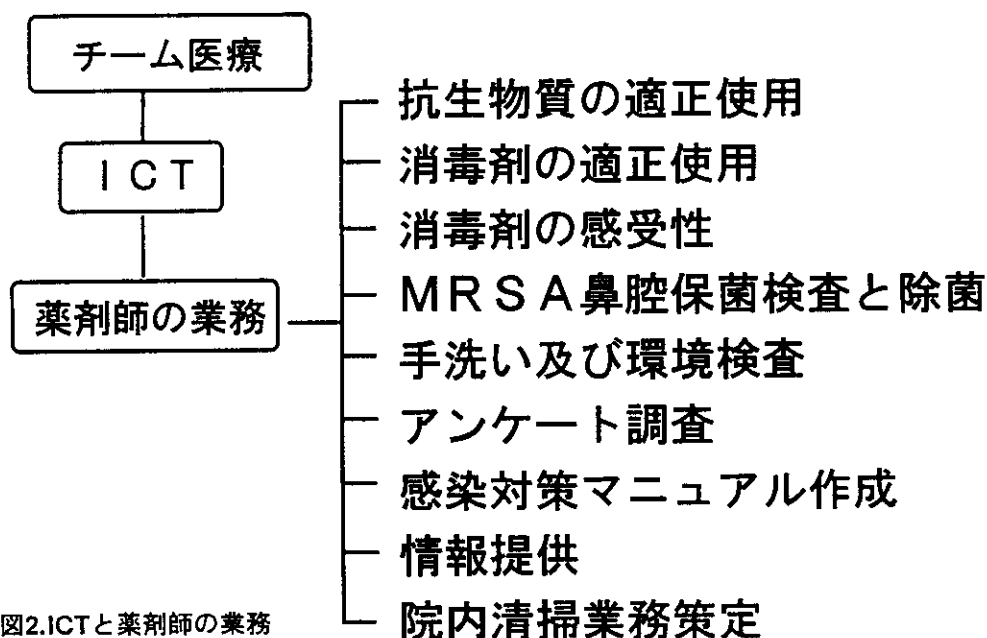 チーム医療
ICT
薬剤師の業務
抗生物質の適正使用
消毒剤の適正使用
消毒剤の感受性
MRSA鼻腔保菌検査と除菌
手洗い及び環境検査
アンケート調査
感染対策マニュアル作成
情報提供
院内清掃業務策定
図2.ICTと薬剤師の業務